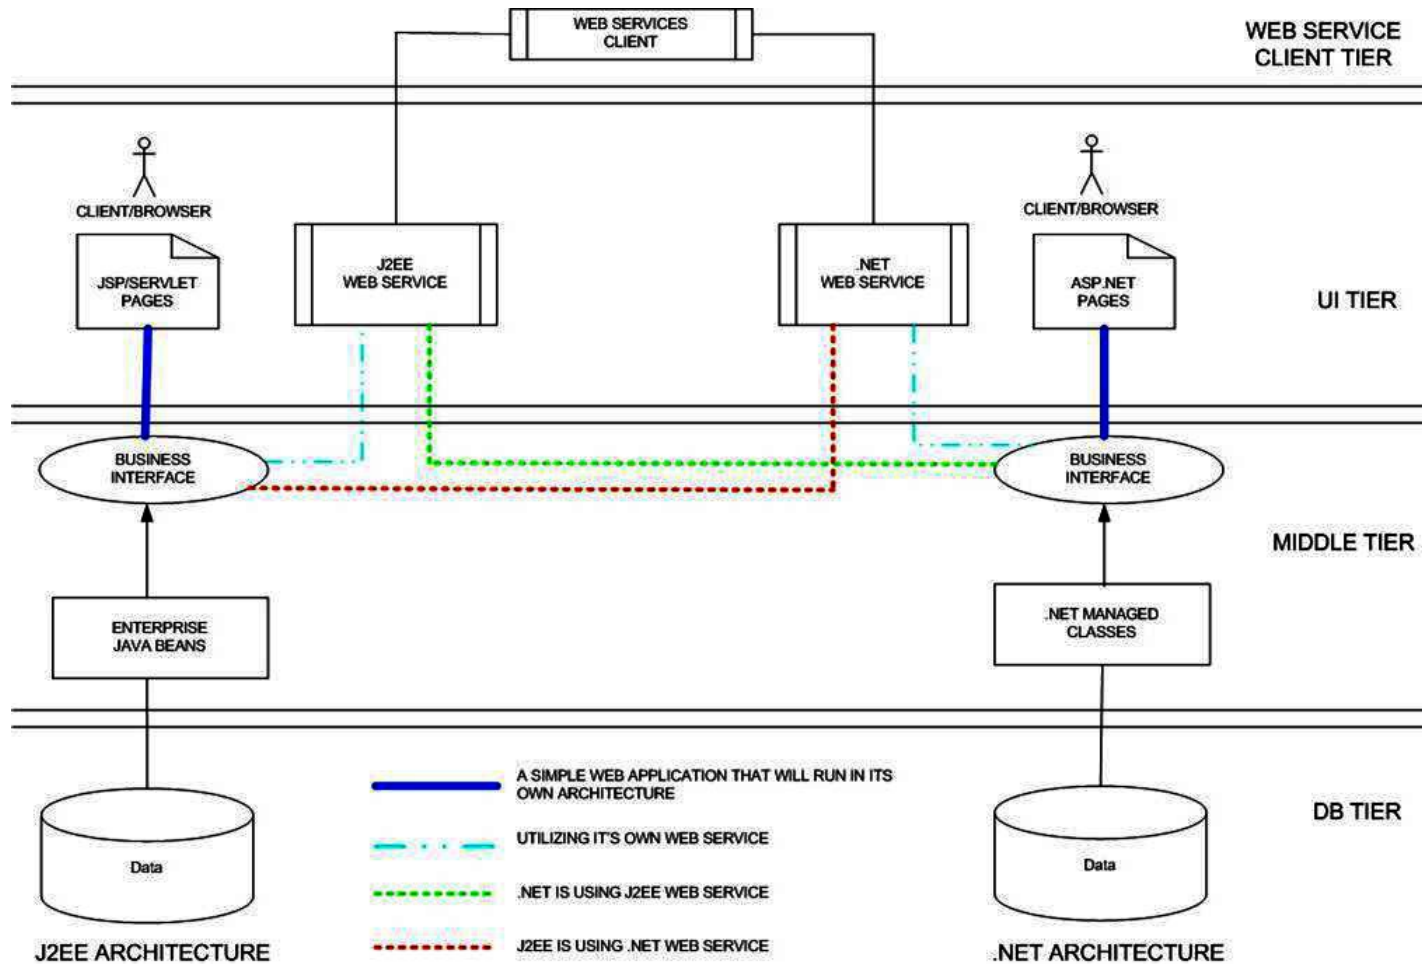 WEB SERVICES
CLIENT
WEB SERVICE
CLIENT TIER
CLIENT/BROWSER
CLIENT/BROWSER
JSP/SERVLET
PAGES
J2EE
WEB SERVICE
.NET
WEB SERVICE
ASP.NET
PAGES
UI TIER
BUSINESS
INTERFACE
BUSINESS
INTERFACE
MIDDLE TIER
ENTERPRISE
JAVA BEANS
.NET MANAGED
CLASSES
A SIMPLE WEB APPLICATION THAT WILL RUN IN ITS
OWN ARCHITECTURE
DB TIER
UTILIZING IT'S OWN WEB SERVICE
Data
Data
.NET IS USING J2EE WEB SERVICE
J2EE IS USING .NET WEB SERVICE
J2EE ARCHITECTURE
.NET ARCHITECTURE